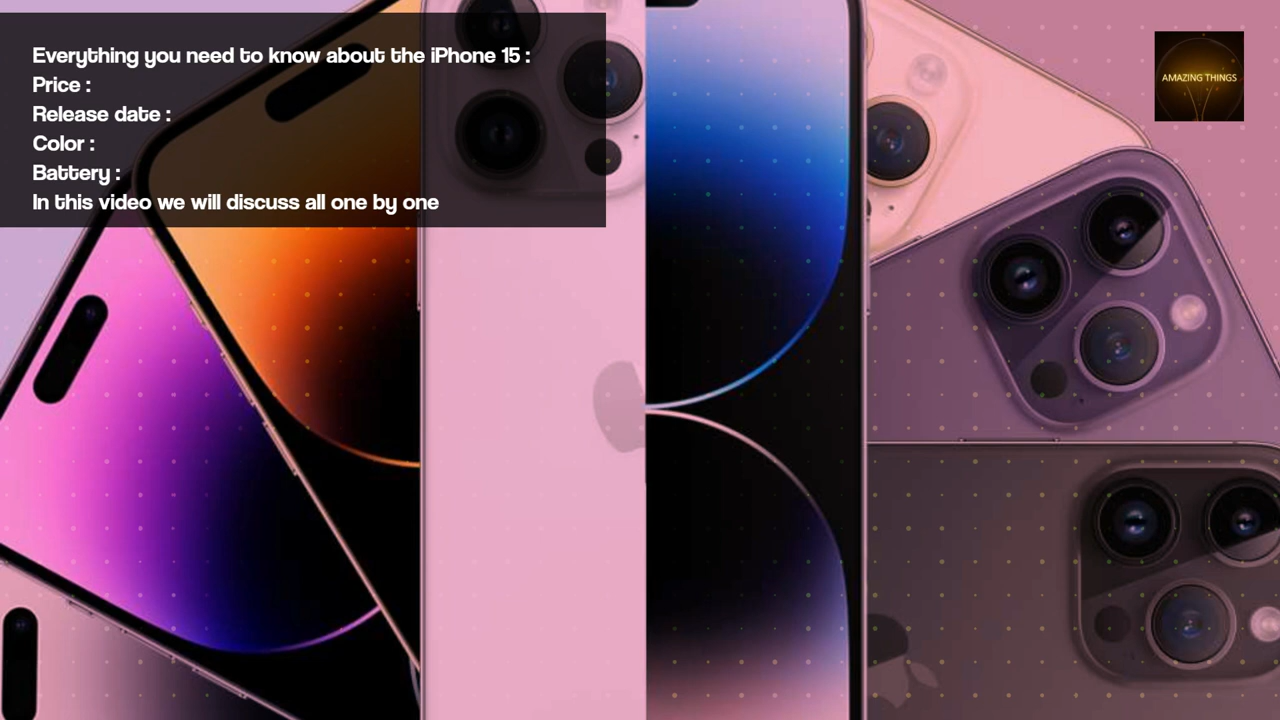 Everything you need to know about the iPhone 15 :
Price :
Release date :
Color :
Battery :
In this video we will discuss all one by one
AMAZING THINGS